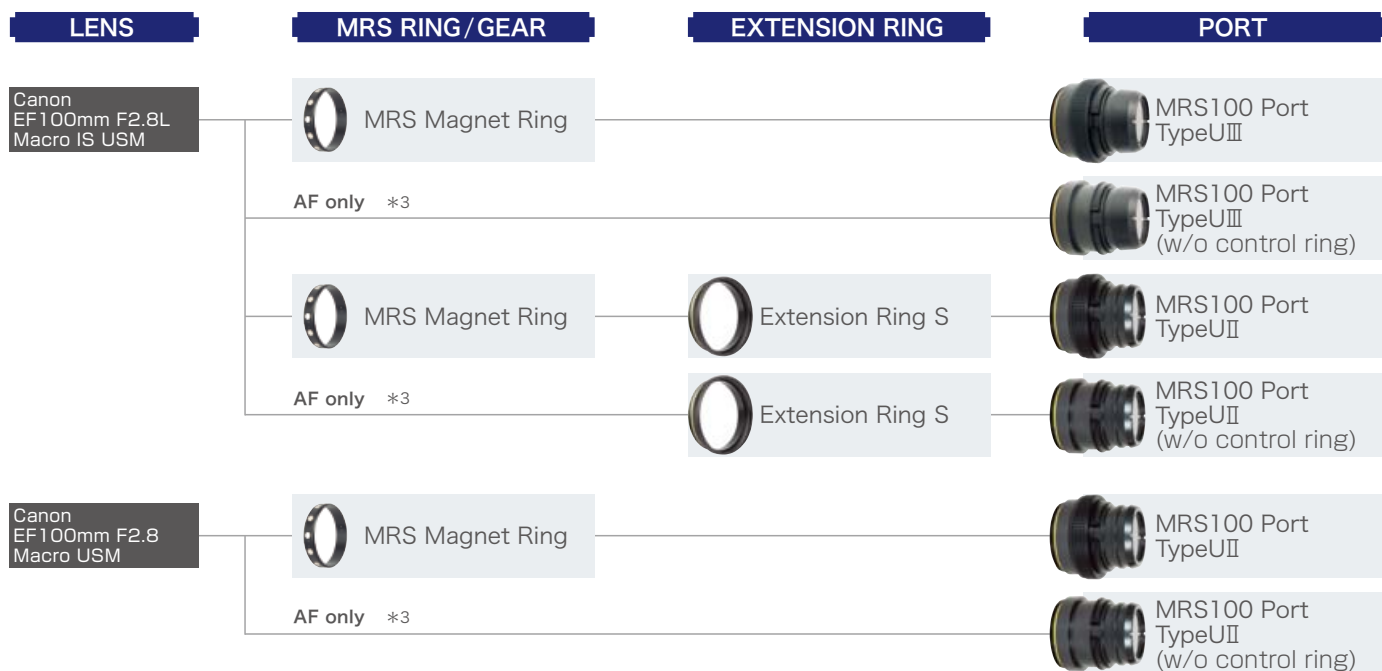 LENS
MRS RING/GEAR
EXTENSION RING
PORT
Canon
EF100mm F2.8L
Macro IS USM
MRS Magnet Ring
MRS100 Port
TypeUⅢ
AF only *3
MRS100 Port
TypeUⅢ
(w/o control ring)
MRS Magnet Ring
Extension Ring S
MRS100 Port
TypeUⅡ
AF only *3
Extension Ring S
MRS100 Port
TypeUⅡ
(w/o control ring)
Canon
EF100mm F2.8
Macro USM
MRS Magnet Ring
MRS100 Port
TypeUⅡ
AF only *3
MRS100 Port
TypeUⅡ
(w/o control ring)